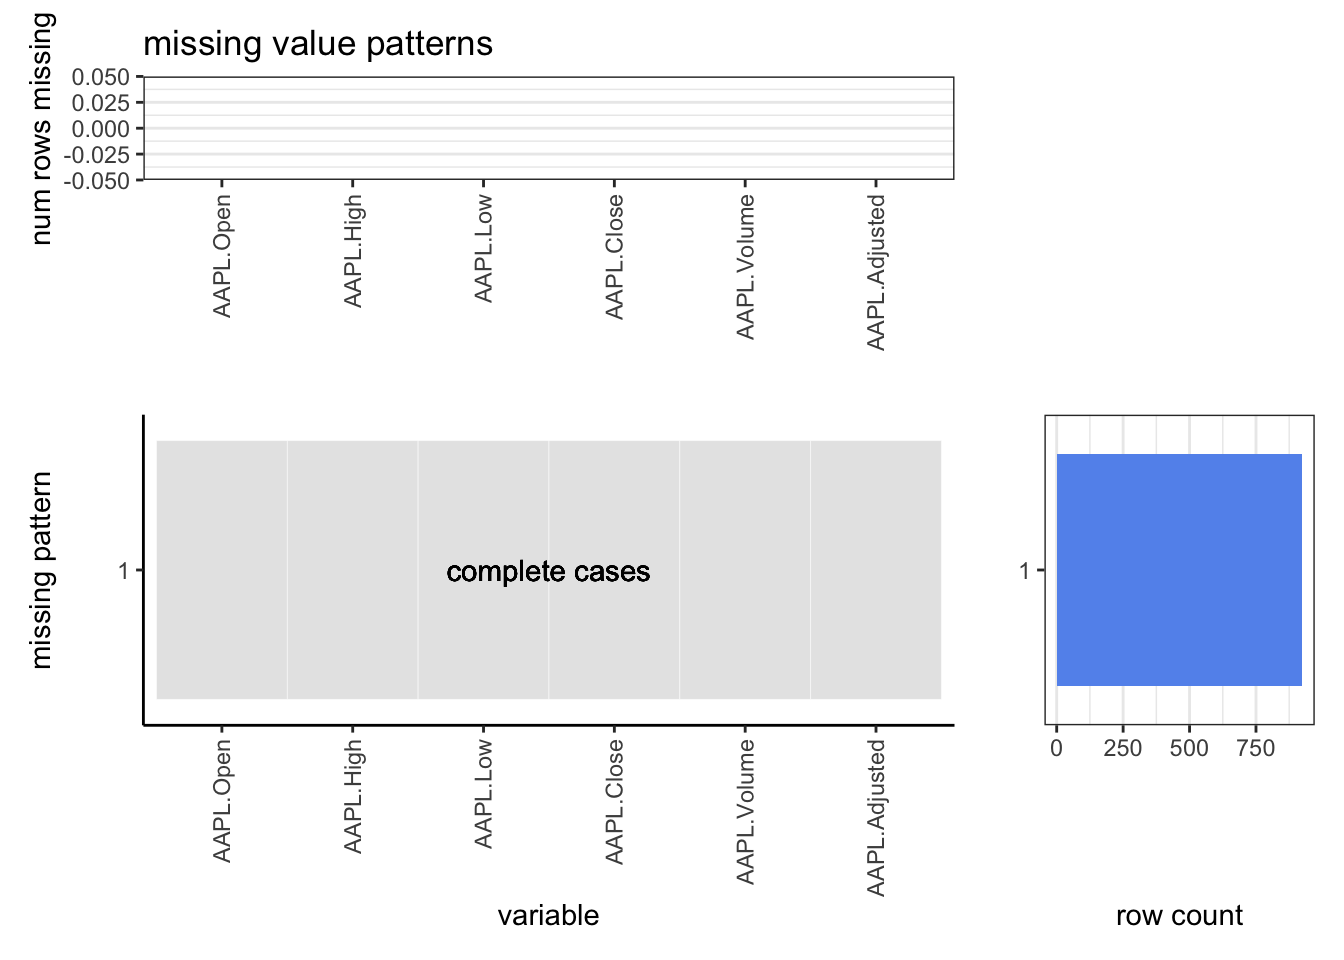 missing value patterns
num rows missing
0.050
0.025
0.000
-0.025
-0.050
AAPL.Open
AAPL.High
AAPL.Low
AAPL.Close
AAPL.Volume
AAPL.Adjusted
missing pattern
1
complete cases
AAPL.Open
AAPL.High
AAPL.Low
AAPL.Close
AAPL.Volume
AAPL.Adjusted
variable
1
0 250 500 750
row count